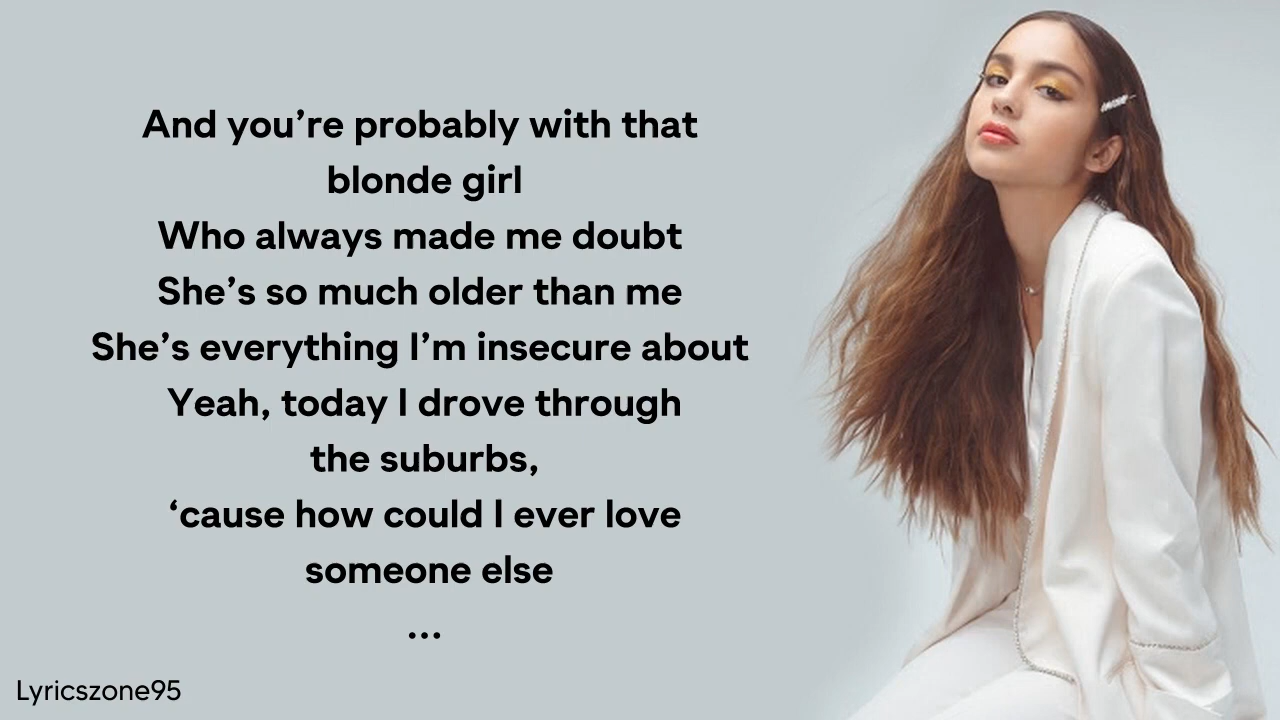 And you’re probably with that
blonde girl
Who always made me doubt
She’s so much older than me
She’s everything I’m insecure about
Yeah, today I drove through
the suburbs,
‘cause how could I ever love
someone else
...
Lyricszone95